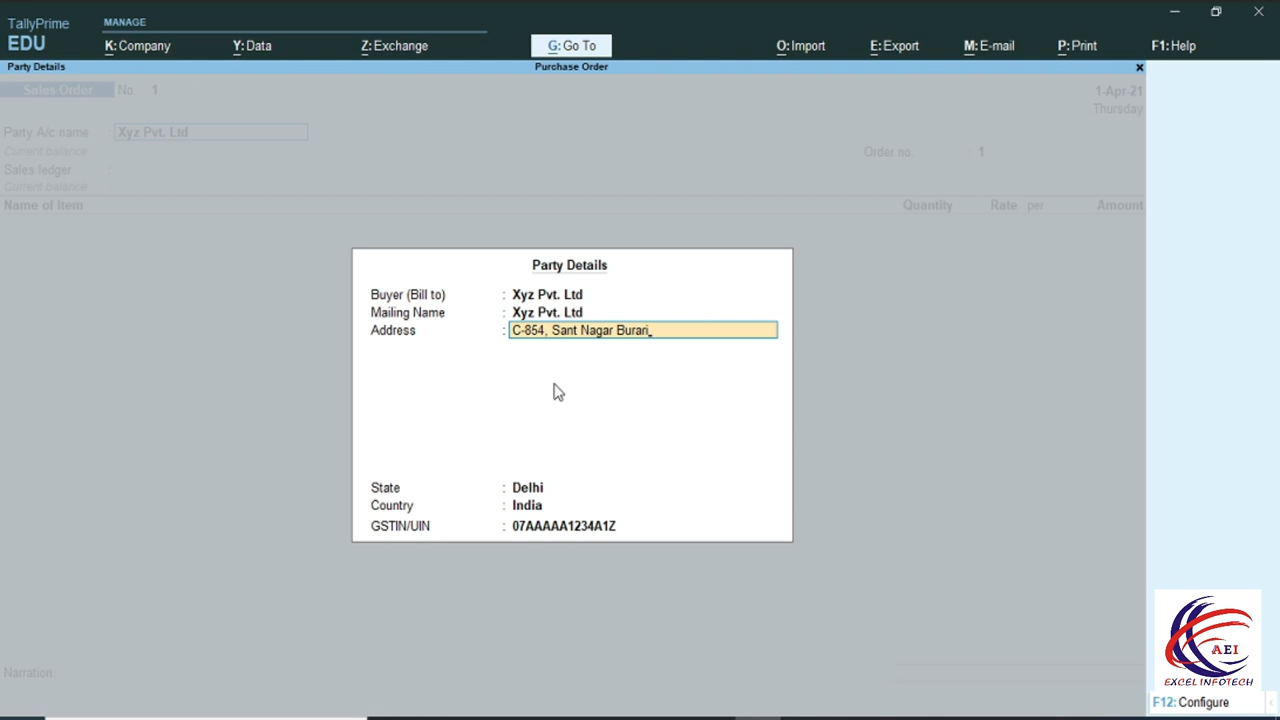 TallyPrime
EDU
MANAGE
K: Company
Y: Data
Z: Exchange
G: Go To
O: Import
E: Export
M: E-mail
P: Print
F1: Help
Party Details
Purchase Order
Sales Order No. 1
1-Apr-21
Thursday
Party A/c name : Xyz Pvt. Ltd
Current balance
Order no. : 1
Sales ledger :
Current balance :
Name of Item
Quantity
Rate per
Amount
Party Details
Buyer (Bill to) : Xyz Pvt. Ltd
Mailing Name : Xyz Pvt. Ltd
Address : C-854, Sant Nagar Burari
State : Delhi
Country : India
GSTIN/UIN : 07AAAAA1234A1Z
Narration:
AEI
EXCEL INFOTECH
F12: Configure